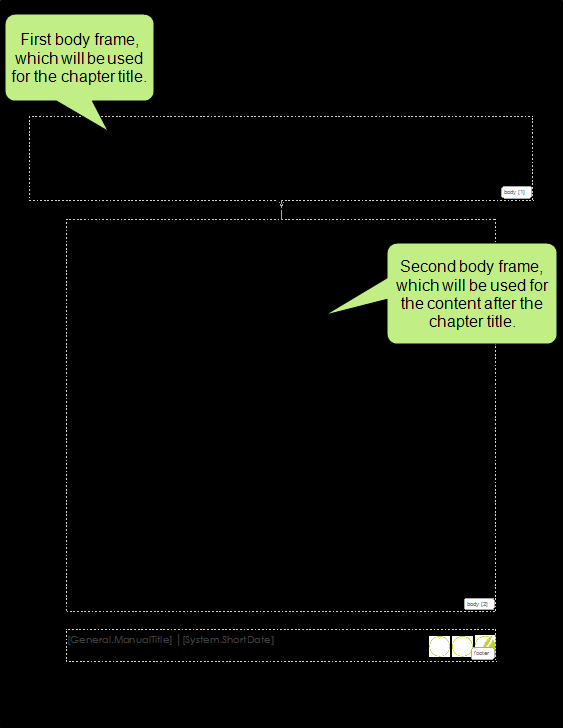 First body frame,
which will be used
for the chapter title.
body [1]
Second body frame,
which will be used for
the content after the
chapter title.
body [2]
[General.ManualTitle] | [System.ShortDate]
footer